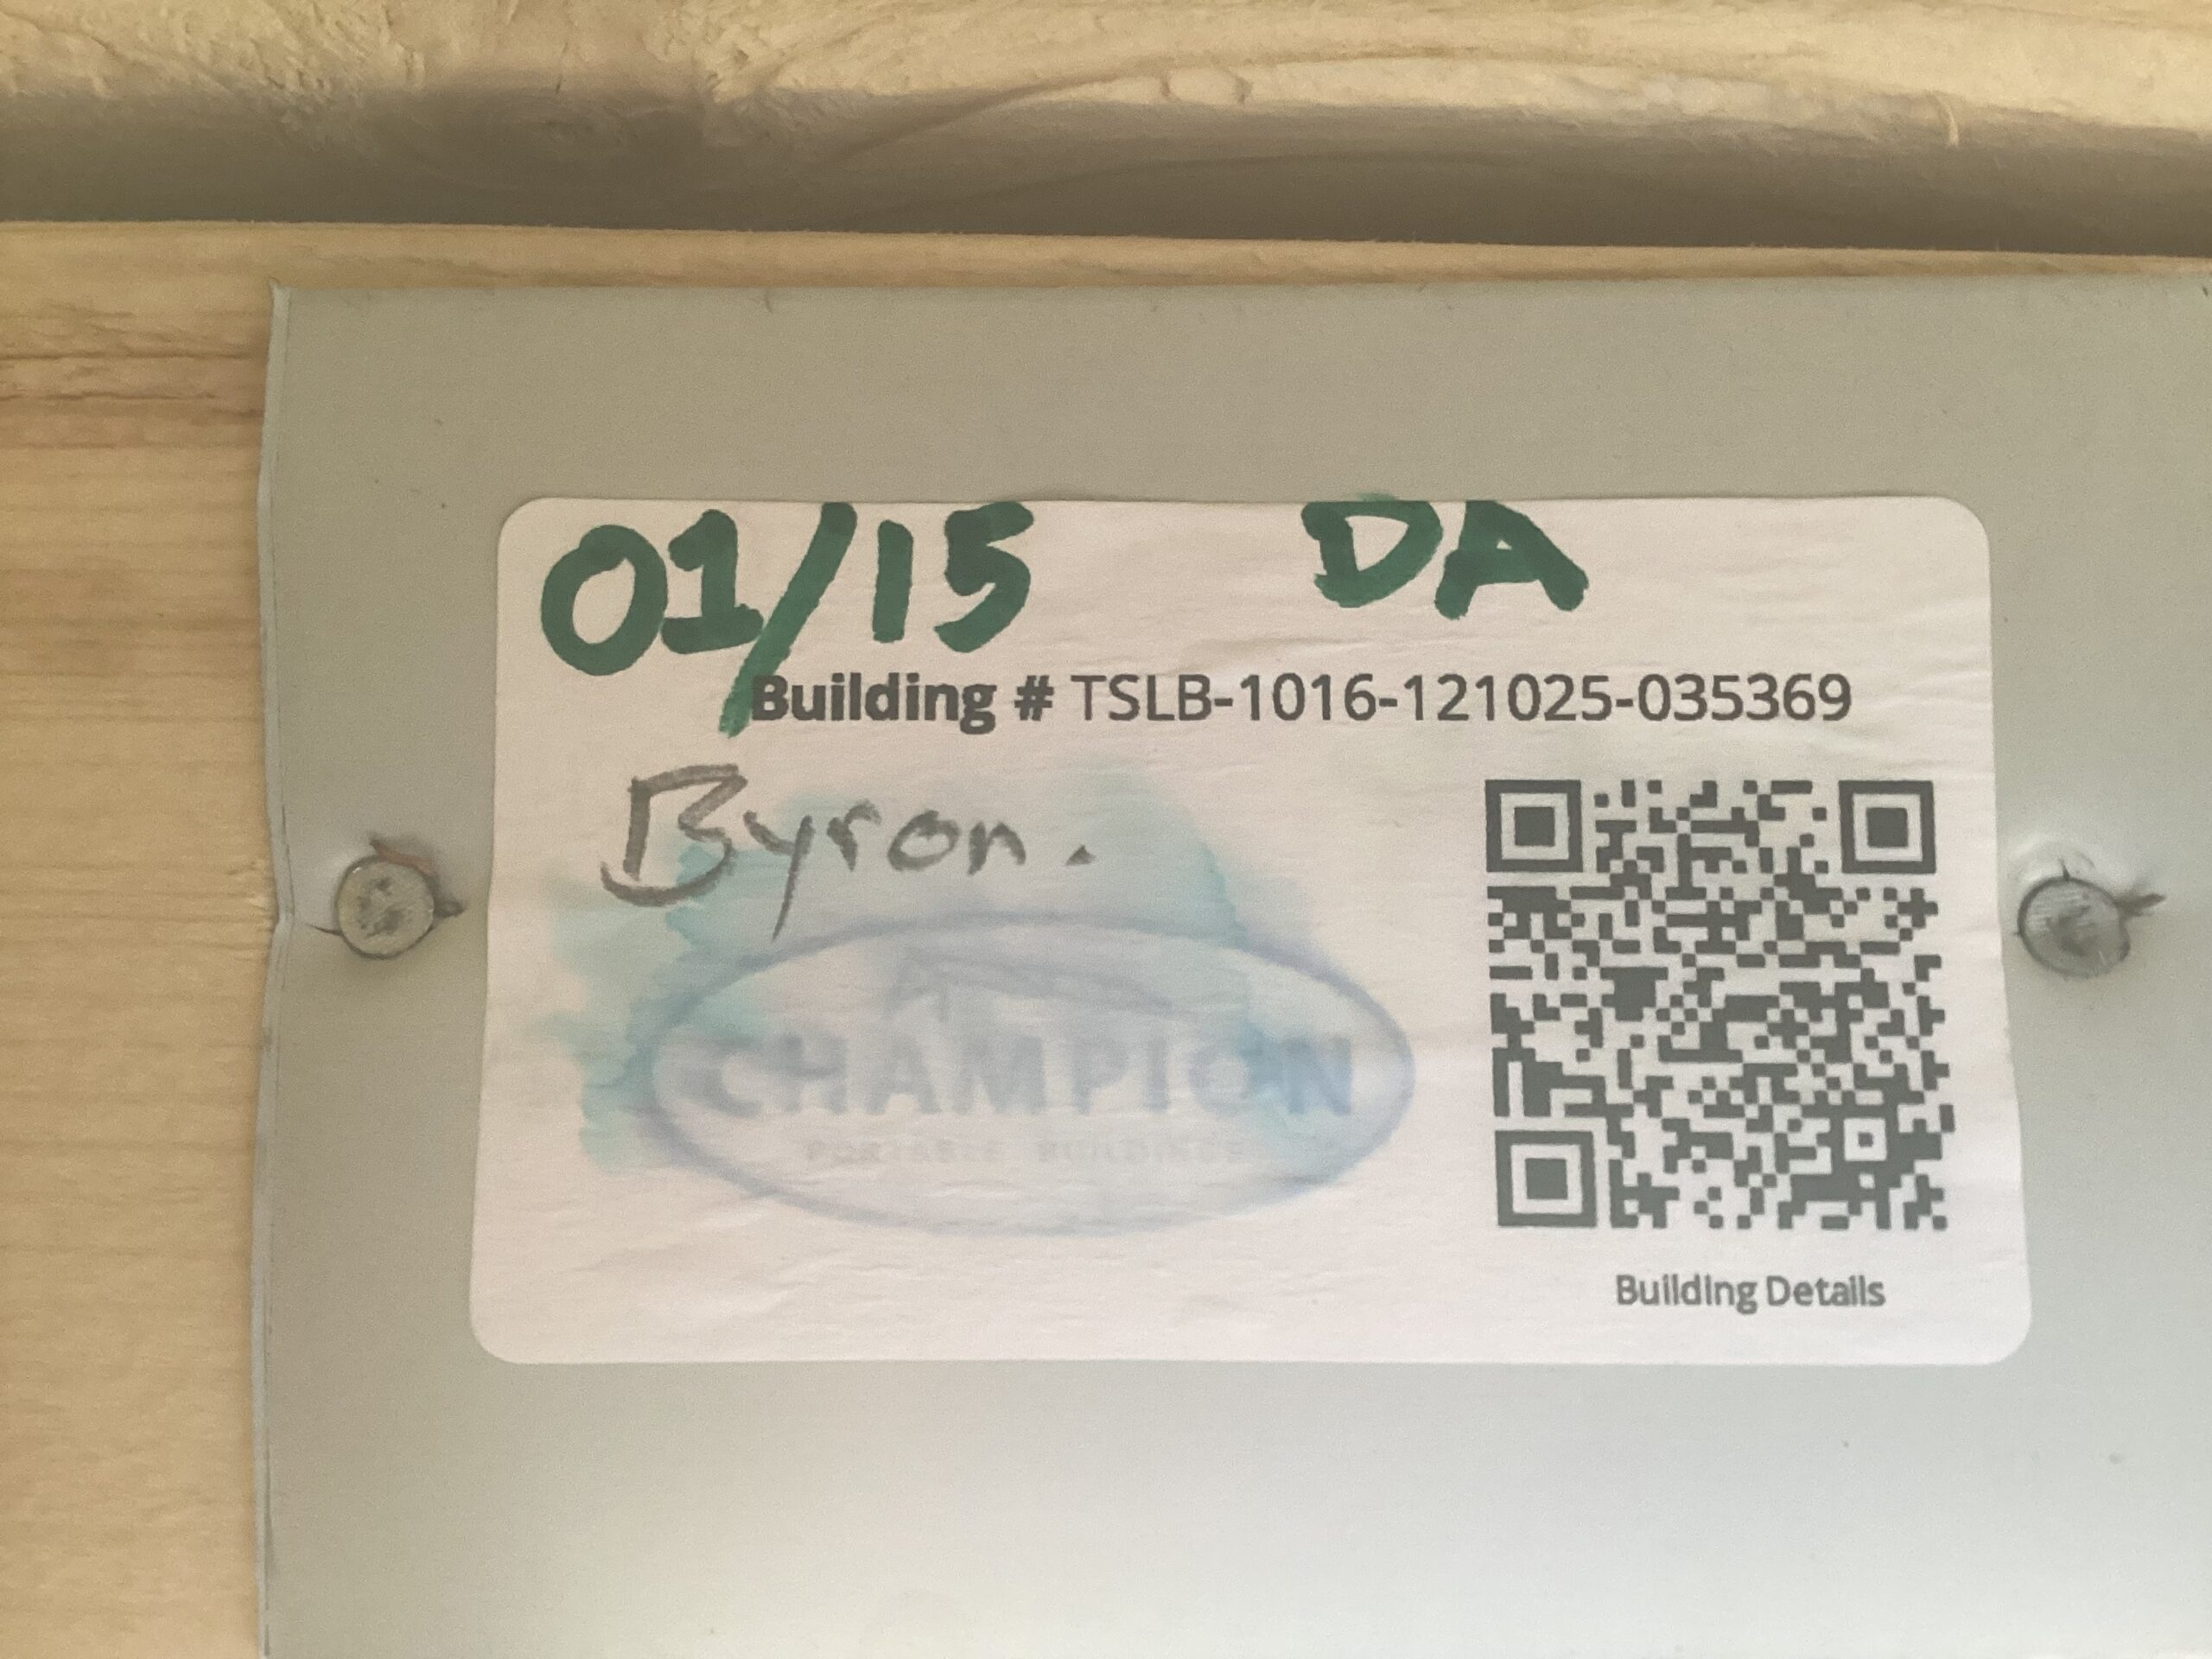 01/15 DA
Building # TSLB-1016-121025-035369
Byron.
CHAMPION
PORTABLE BUILDINGS
Building Details